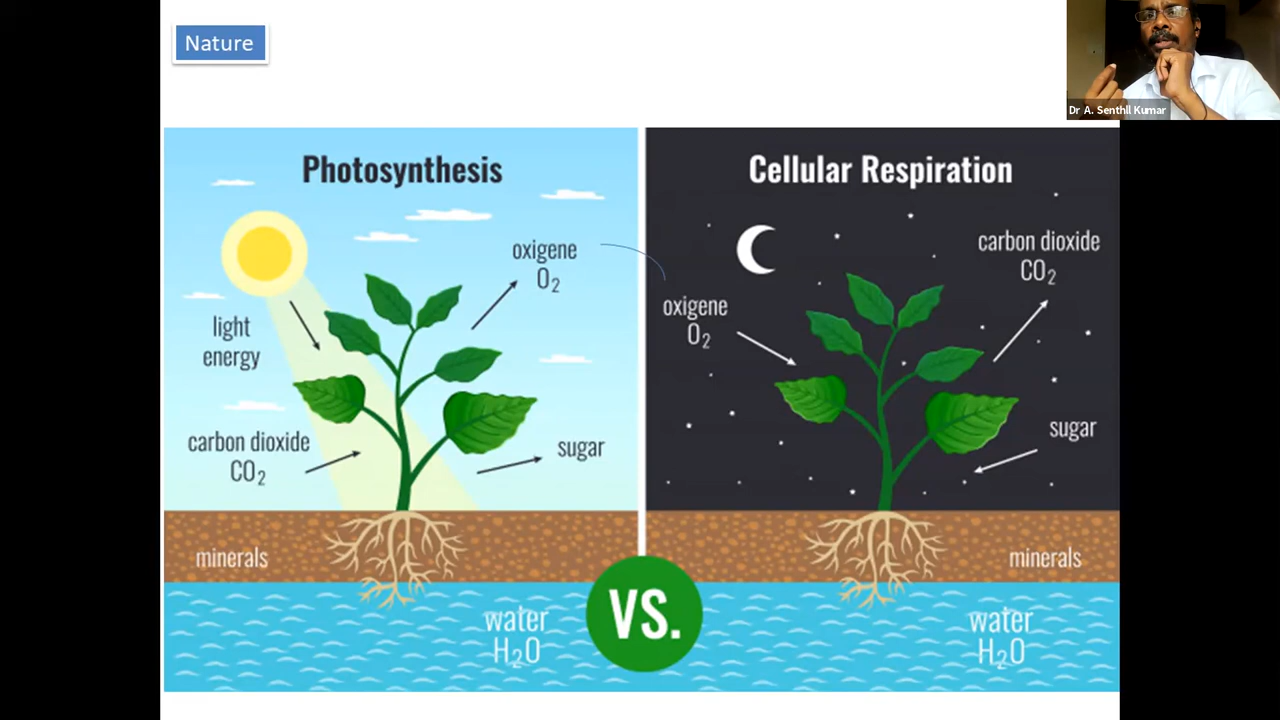 Nature
Dr A. Senthil Kumar
Photosynthesis
light
energy
oxigene
O₂
carbon dioxide
CO₂
sugar
minerals
water
H₂O
VS.
Cellular Respiration
oxigene
O₂
carbon dioxide
CO₂
sugar
minerals
water
H₂O